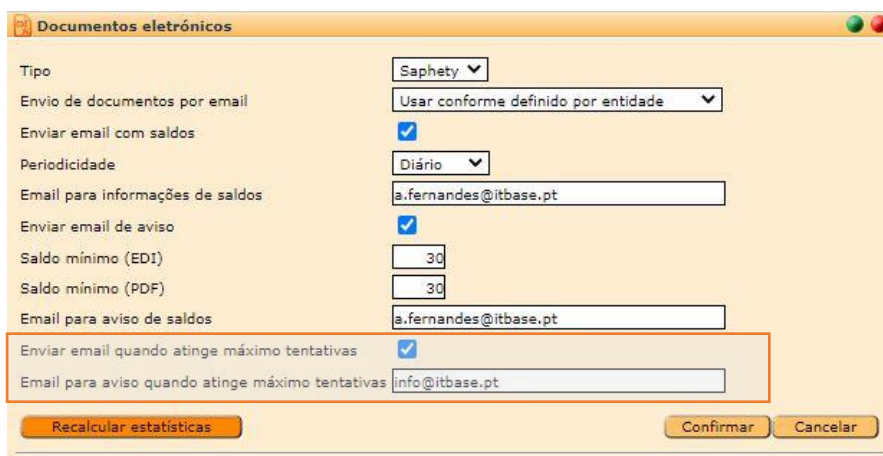 Documentos eletrónicos
Tipo Saphety
Envio de documentos por email Usar conforme definido por entidade
Enviar email com saldos
Periodicidade Diário
Email para informações de saldos a.fernandes@itbase.pt
Enviar email de aviso
Saldo mínimo (EDI) 30
Saldo mínimo (PDF) 30
Email para aviso de saldos a.fernandes@itbase.pt
Enviar email quando atinge máximo tentativas
Email para aviso quando atinge máximo tentativas info@itbase.pt
Recalcular estatísticas Confirmar Cancelar